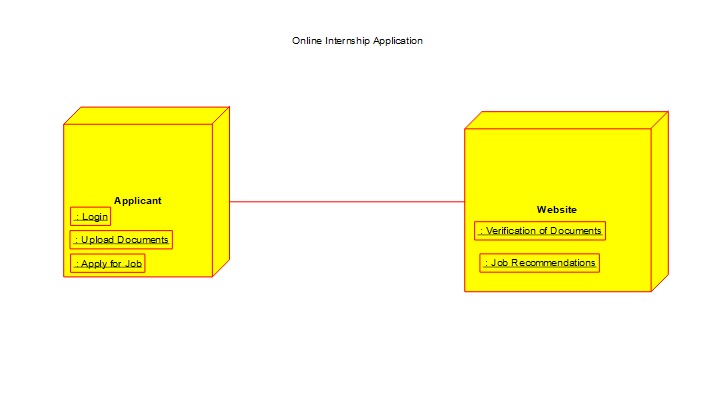 Online Internship Application
Applicant
: Login
: Upload Documents
: Apply for Job
Website
: Verification of Documents
: Job Recommendations